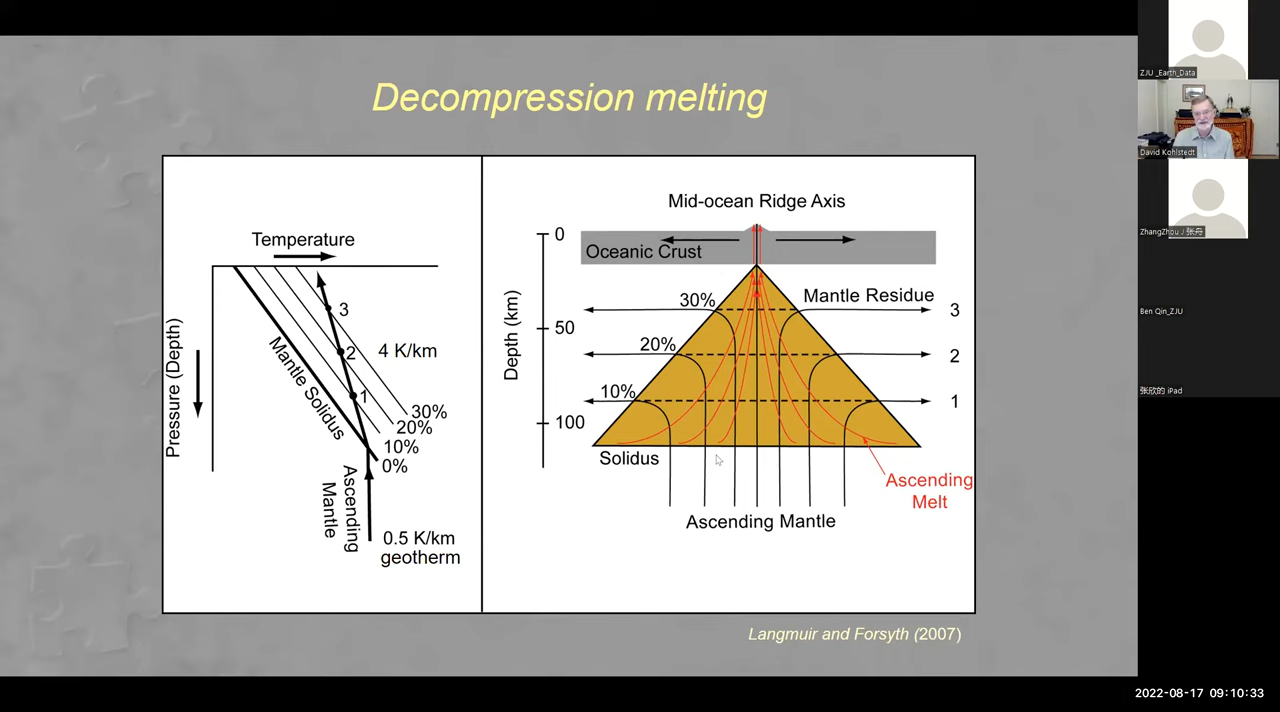 Decompression melting
Temperature
Pressure (Depth)
Mantle Solidus
3
2
1
4 K/km
30%
20%
10%
0%
Ascending
Mantle
0.5 K/km
geotherm
Mid-ocean Ridge Axis
Depth (km)
0
50
100
Oceanic Crust
30%
Mantle Residue
3
20%
2
10%
1
Solidus
Ascending
Melt
Ascending Mantle
Langmuir and Forsyth (2007)
ZJU _Earth_Data
David Kohlstedt
ZhangZhou J 张舟
Ben Qin_ZJU
张欣的 iPad
2022-08-17 09:10:33